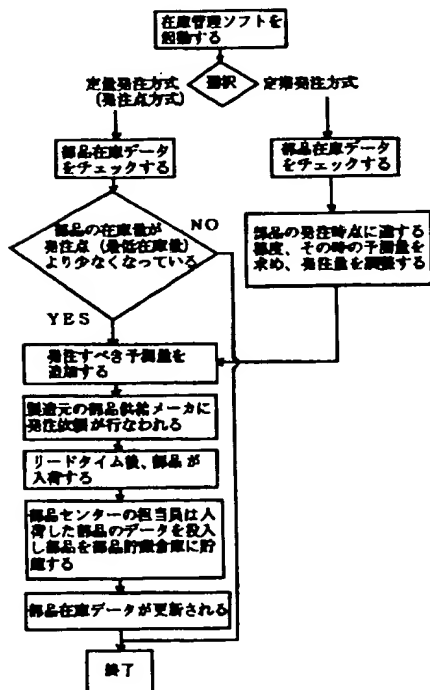 在庫管理ソフトを
起動する
選択
定量発注方式
(発注点方式)
定期発注方式
部品在庫データ
をチェックする
部品在庫データ
をチェックする
部品の在庫量が
発注点(最低在庫量)
より少なくなっている
NO
YES
部品の発注時点に達する
都度、その時の予測量を
求め、発注量を調整する
発注すべき予測量を
追加する
製造元の部品供給メーカに
発注依頼が行なわれる
リードタイム後、部品が
入荷する
部品センターの担当員は入
荷した部品のデータを投入
し部品を部品貯蔵倉庫に貯
蔵する
部品在庫データが更新される
終了